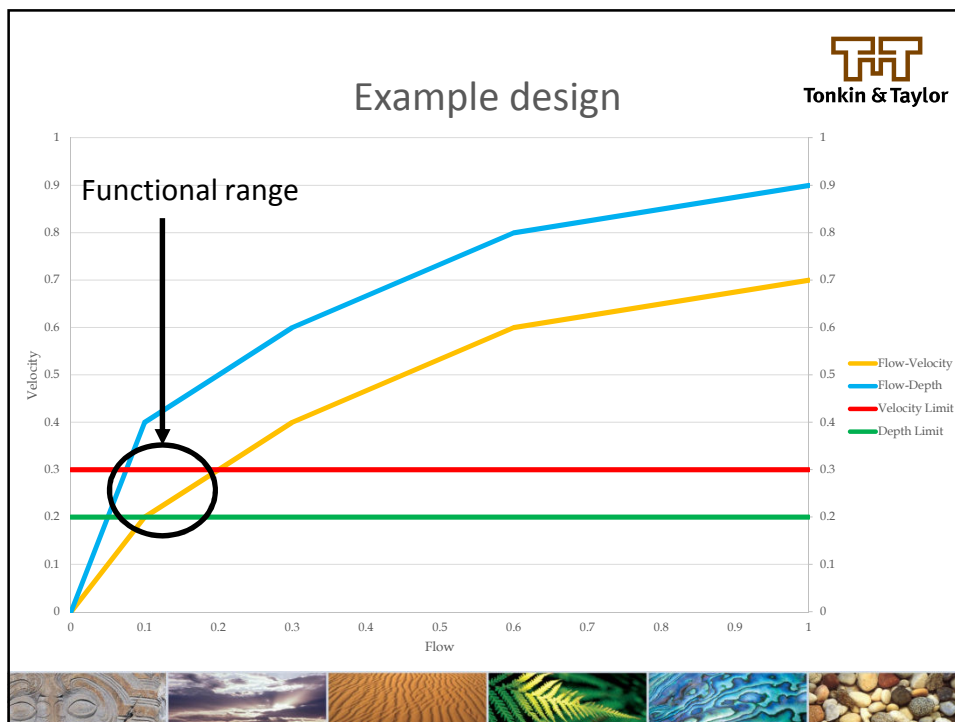 TT
Tonkin & Taylor
Example design
Functional range
1
0.9
0.8
0.7
0.6
0.5
0.4
0.3
0.2
0.1
0
Velocity
0 0.1 0.2 0.3 0.4 0.5 0.6 0.7 0.8 0.9 1
Flow
1
0.9
0.8
0.7
0.6
0.5
0.4
0.3
0.2
0.1
0
Flow-Velocity
Flow-Depth
Velocity Limit
Depth Limit